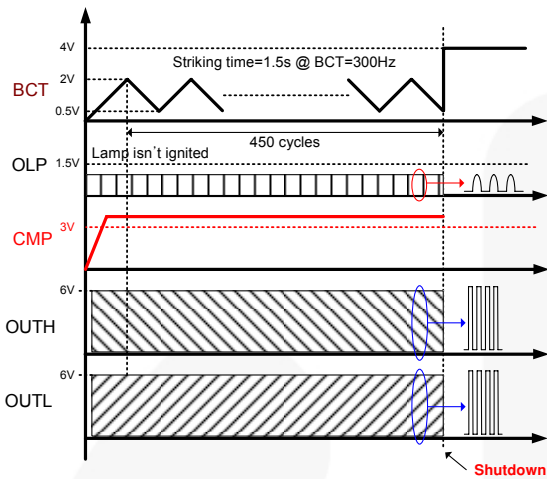 4V
Striking time=1.5s @ BCT=300Hz
2V
BCT
0.5V
450 cycles
Lamp isn't ignited
OLP
1.5V
CMP
3V
6V
OUTH
6V
OUTL
Shutdown